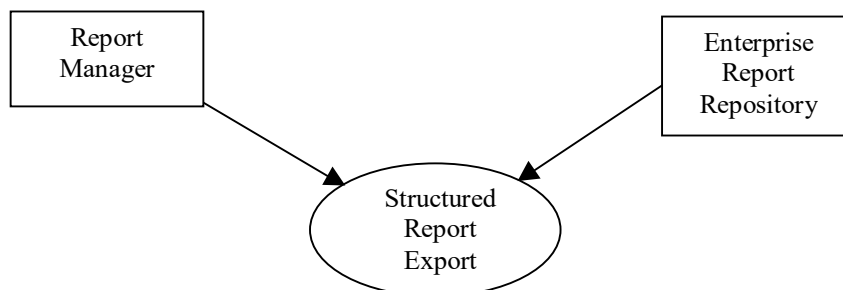 Report
Manager
Enterprise
Report
Repository
Structured
Report
Export